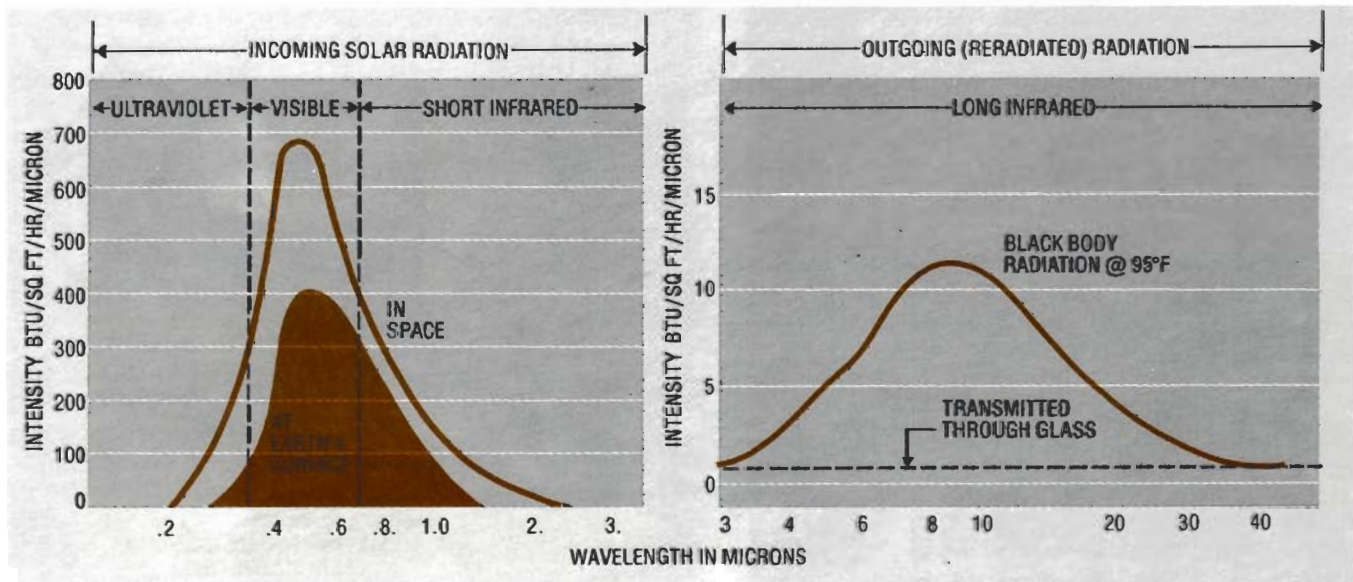 INCOMING SOLAR RADIATION
OUTGOING (RERADIATED) RADIATION
ULTRAVIOLET
VISIBLE
SHORT INFRARED
LONG INFRARED
INTENSITY BTU/SQ FT/HR/MICRON
800
700
600
500
400
300
200
100
0
IN
SPACE
AT
EARTH'S
SURFACE
.2
.4
.6
.8.
1.0
2.
3.
INTENSITY BTU/SQ FT/HR/MICRON
15
10
5
0
BLACK BODY
RADIATION @ 95°F
TRANSMITTED
THROUGH GLASS
3
4
6
8
10
20
30
40
WAVELENGTH IN MICRONS